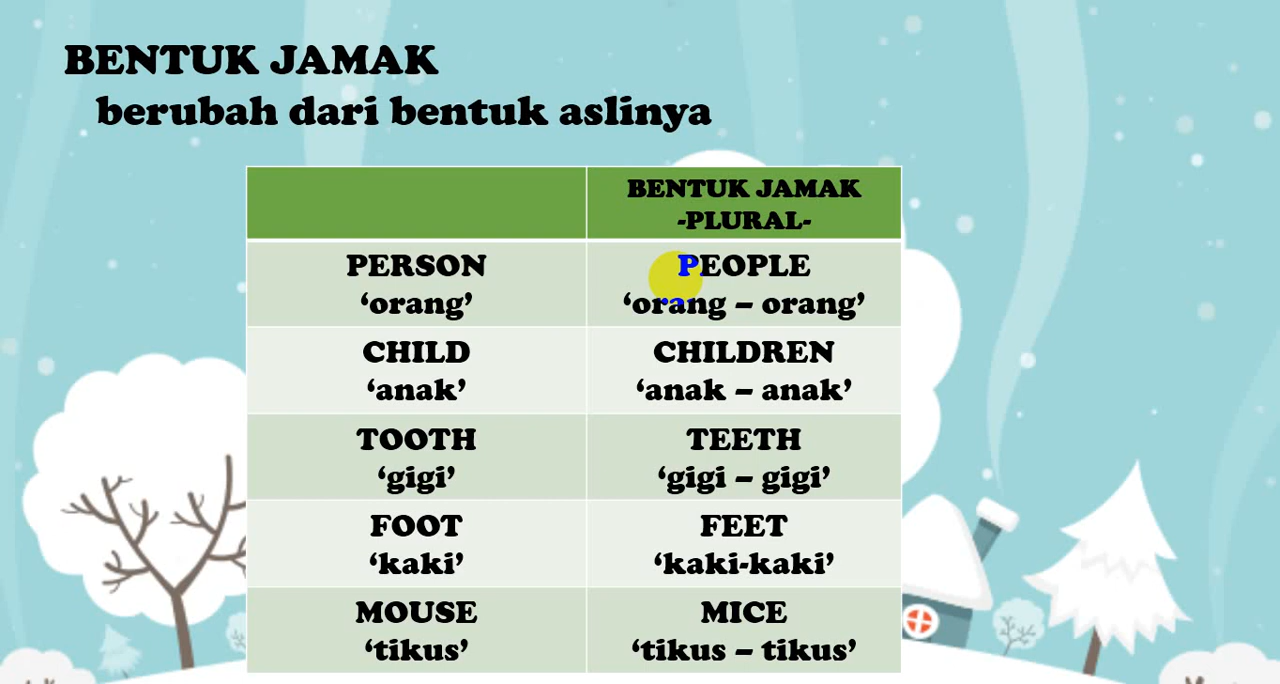 BENTUK JAMAK
berubah dari bentuk aslinya
BENTUK JAMAK
-PLURAL-
PERSON
‘orang’
PEOPLE
‘orang – orang’
CHILD
‘anak’
CHILDREN
‘anak – anak’
TOOTH
‘gigi’
TEETH
‘gigi – gigi’
FOOT
‘kaki’
FEET
‘kaki-kaki’
MOUSE
‘tikus’
MICE
‘tikus – tikus’